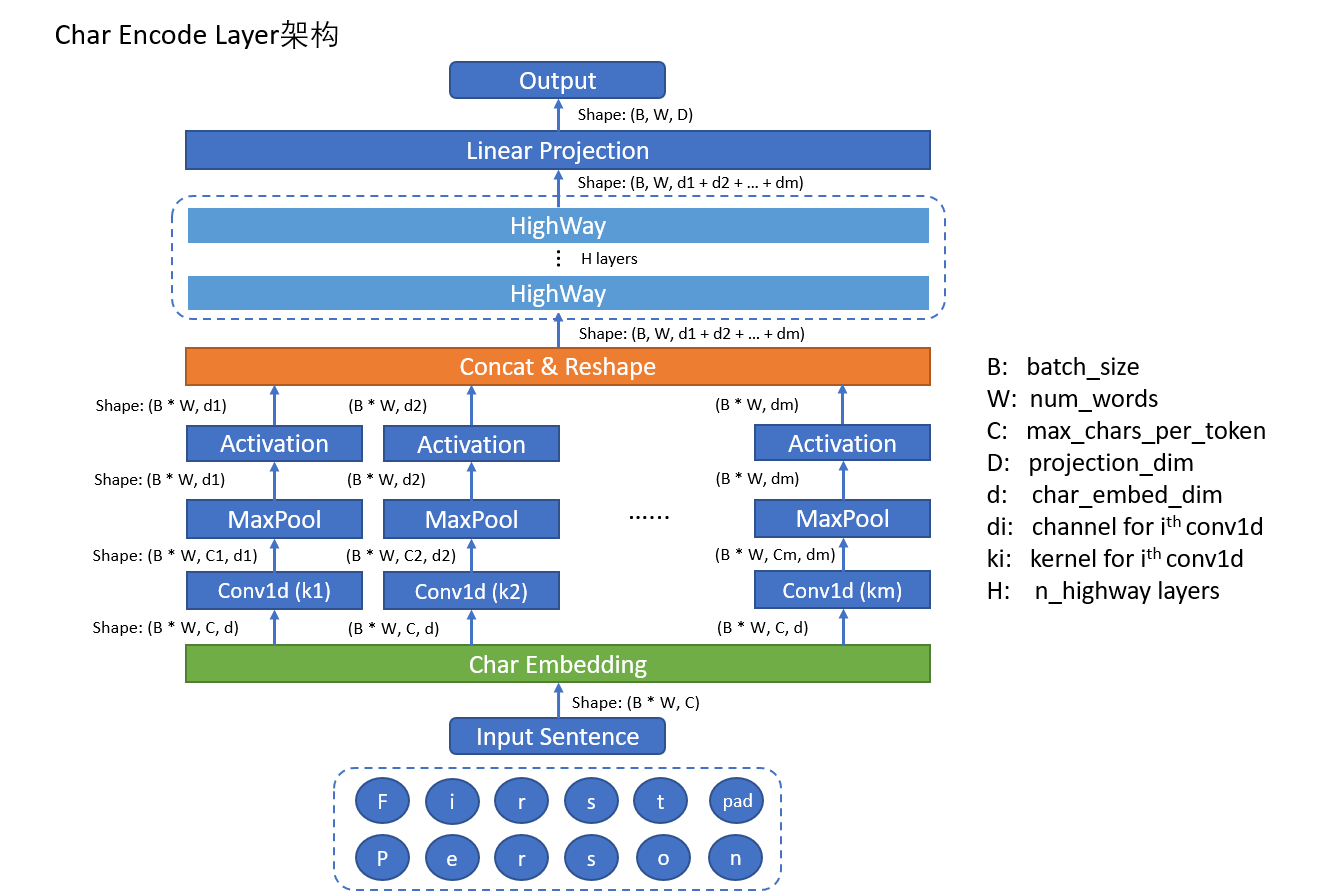 Char Encode Layer架构
Output
Shape: (B, W, D)
Linear Projection
Shape: (B, W, d1 + d2 + ... + dm)
HighWay
⋮ H layers
HighWay
Shape: (B, W, d1 + d2 + ... + dm)
Concat & Reshape
Shape: (B * W, d1) (B * W, d2) (B * W, dm)
Activation Activation Activation
Shape: (B * W, d1) (B * W, d2) (B * W, dm)
MaxPool MaxPool ...... MaxPool
Shape: (B * W, C1, d1) (B * W, C2, d2) (B * W, Cm, dm)
Conv1d (k1) Conv1d (k2) Conv1d (km)
Shape: (B * W, C, d) (B * W, C, d) (B * W, C, d)
Char Embedding
Shape: (B * W, C)
Input Sentence
F i r s t pad
P e r s o n
B: batch_size
W: num_words
C: max_chars_per_token
D: projection_dim
d: char_embed_dim
di: channel for iᵗʰ conv1d
ki: kernel for iᵗʰ conv1d
H: n_highway layers